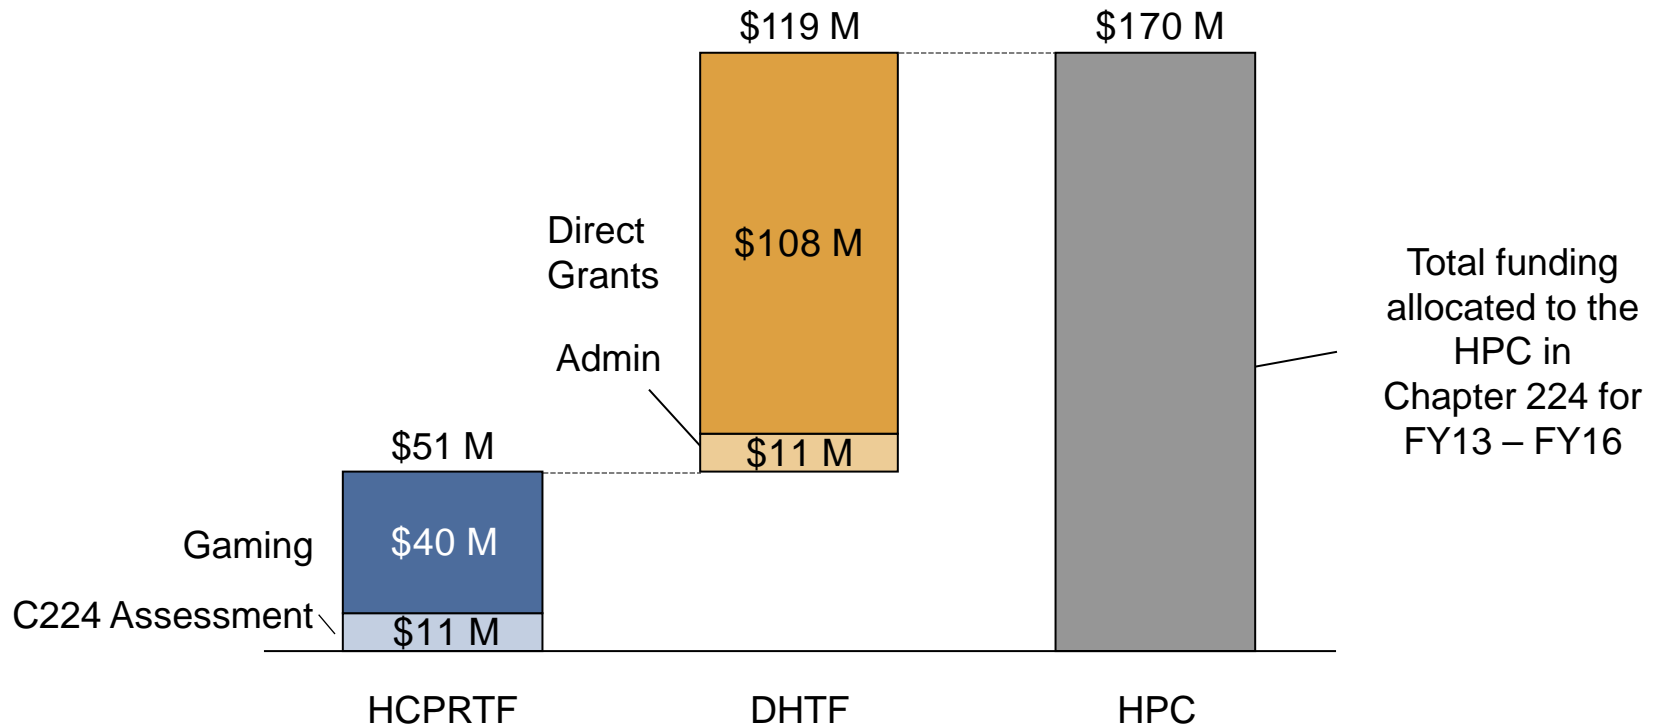 $119 M
$170 M
Direct
Grants
$108 M
Total funding
allocated to the
HPC in
Chapter 224 for
FY13 – FY16
Admin
$11 M
$51 M
Gaming
$40 M
C224 Assessment
$11 M
HCPRTF
DHTF
HPC